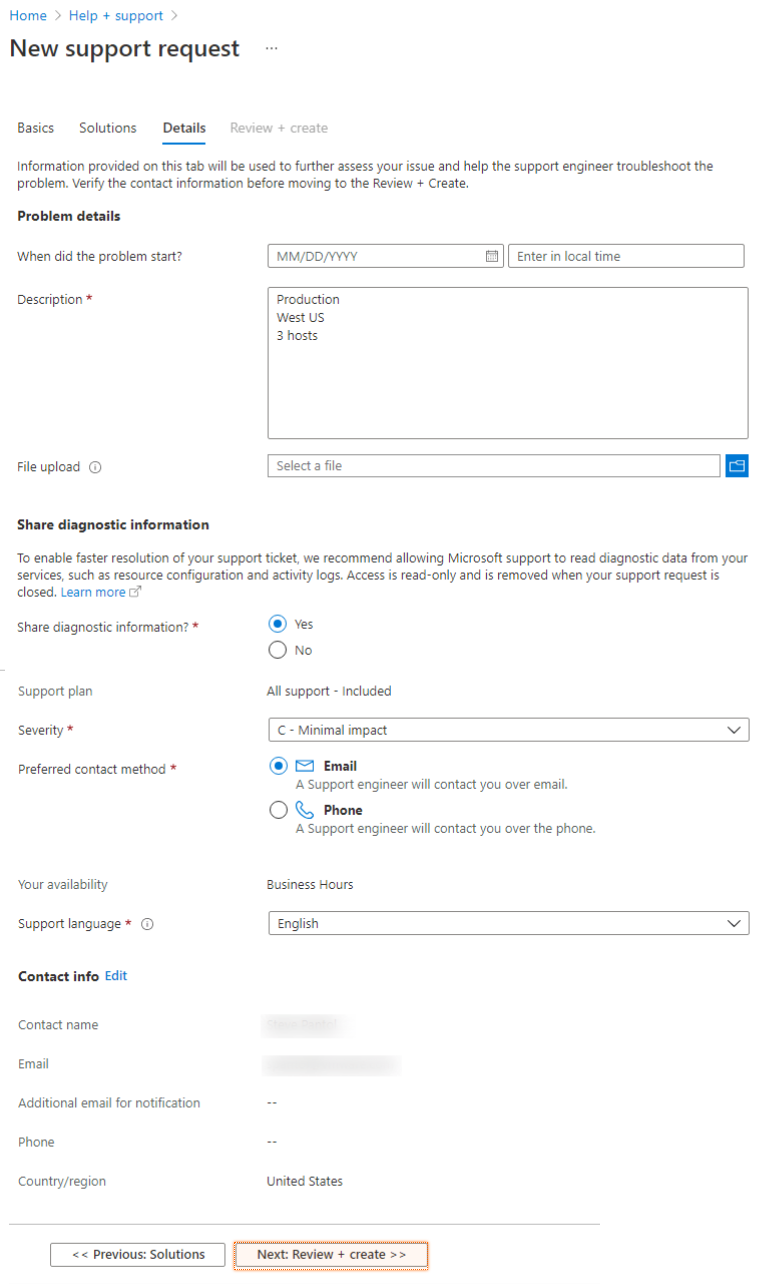 Home > Help + support >
New support request ...
Basics Solutions Details Review + create
Information provided on this tab will be used to further assess your issue and help the support engineer troubleshoot the
problem. Verify the contact information before moving to the Review + Create.
Problem details
When did the problem start? MM/DD/YYYY Enter in local time
Description *
Production
West US
3 hosts
File upload Select a file
Share diagnostic information
To enable faster resolution of your support ticket, we recommend allowing Microsoft support to read diagnostic data from your
services, such as resource configuration and activity logs. Access is read-only and is removed when your support request is
closed. Learn more
Share diagnostic information? * Yes
No
Support plan All support - Included
Severity * C - Minimal impact
Preferred contact method * Email
A Support engineer will contact you over email.
Phone
A Support engineer will contact you over the phone.
Your availability Business Hours
Support language * English
Contact info Edit
Contact name
Email
Additional email for notification --
Phone --
Country/region United States
<< Previous: Solutions Next: Review + create >>